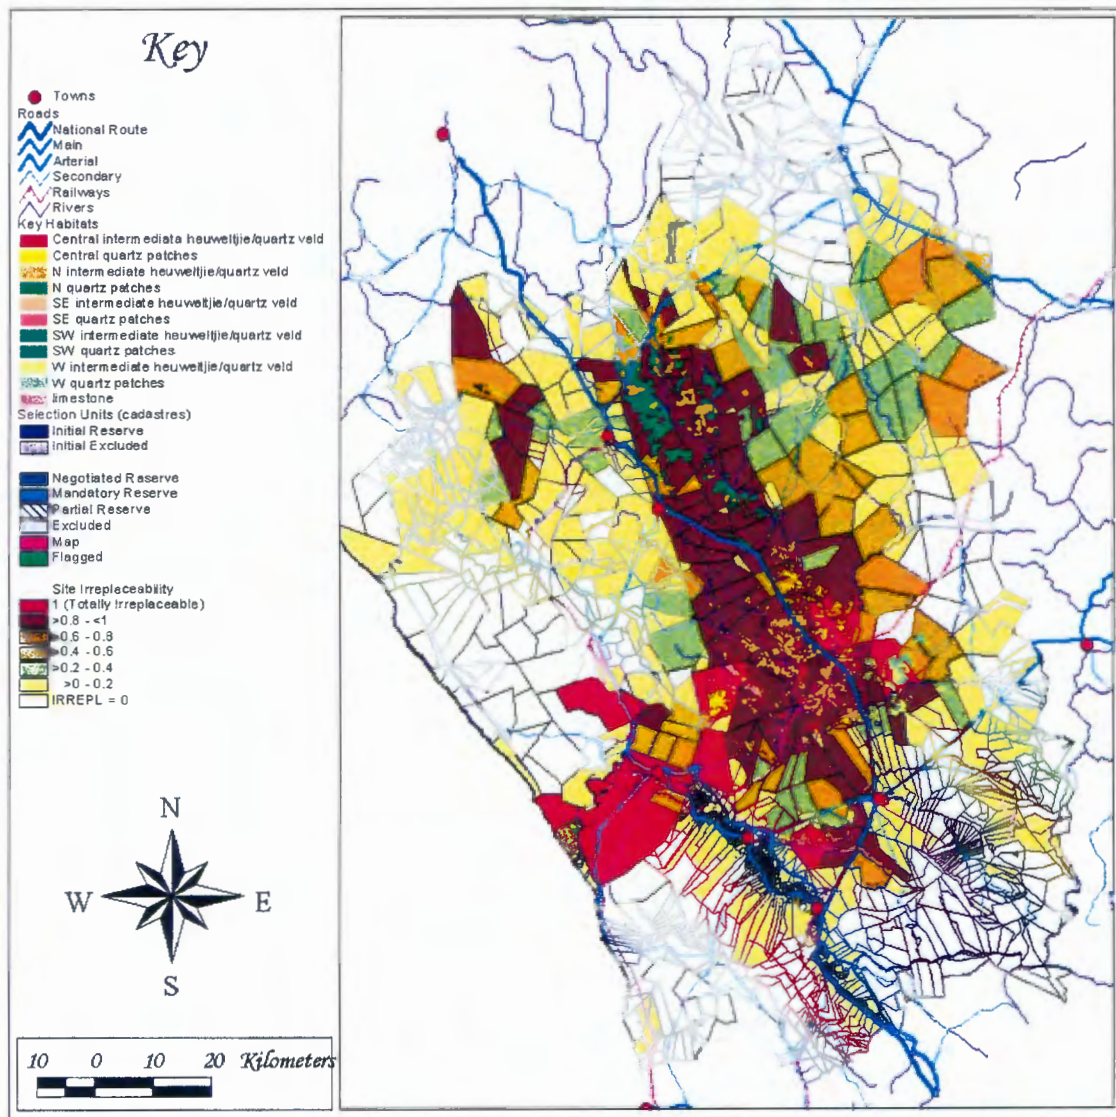 Key
Towns
Roads
National Route
Main
Arterial
Secondary
Railways
Rivers
Key Habitats
Central intermediata heuweltjie/quartz veld
Central quartz patches
N intermediate heuweltjie/quartz veld
N quartz patches
SE intermediate heuweltjie/quartz veld
SE quartz patches
SW intermediate heuweltjie/quartz veld
SW quartz patches
W intermediate heuweltjie/quartz veld
W quartz patches
limestone
Selection Units (cadastres)
Initial Reserve
Initial Excluded
Negotiated Reserve
Mandatory Reserve
Partial Reserve
Excluded
Map
Flagged
Site Irreplaceability
1 (Totally Irreplaceable)
>0.8 - <1
>0.6 - 0.8
>0.4 - 0.6
>0.2 - 0.4
>0 - 0.2
IRREPL = 0
N
W E
S
10 0 10 20 Kilometers